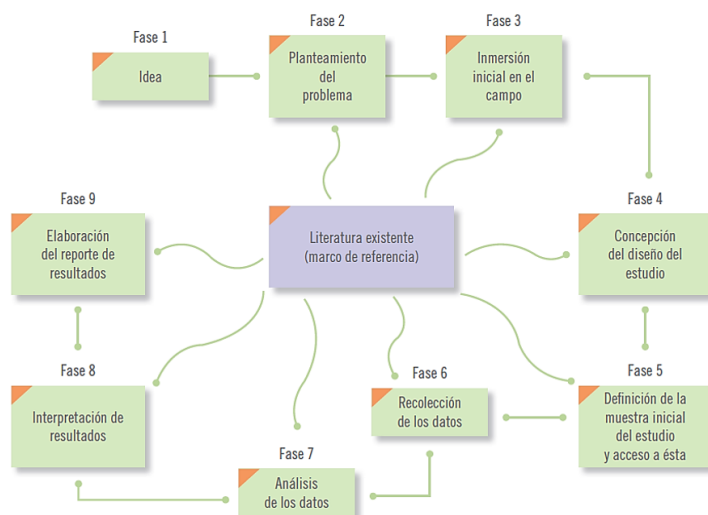 Fase 1
Idea
Fase 2
Planteamiento
del
problema
Fase 3
Inmersión
inicial en el
campo
Fase 4
Concepción
del diseño del
estudio
Fase 5
Definición de la
muestra inicial
del estudio
y acceso a ésta
Fase 6
Recolección
de los datos
Fase 7
Análisis
de los datos
Fase 8
Interpretación de
resultados
Fase 9
Elaboración
del reporte de
resultados
Literatura existente
(marco de referencia)